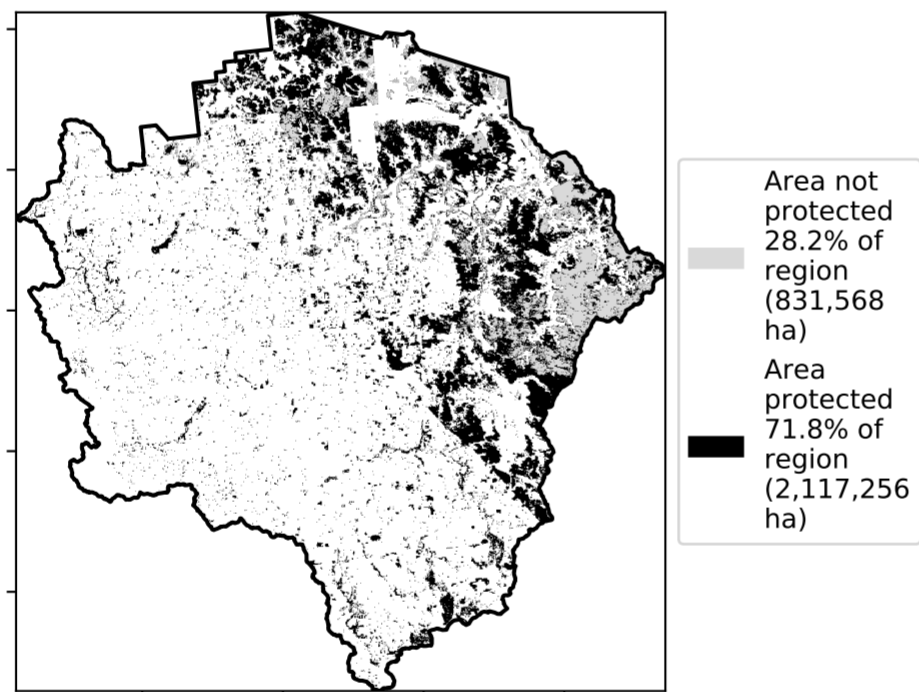 Area not
protected
28.2% of
region
(831,568
ha)
Area
protected
71.8% of
region
(2,117,256
ha)